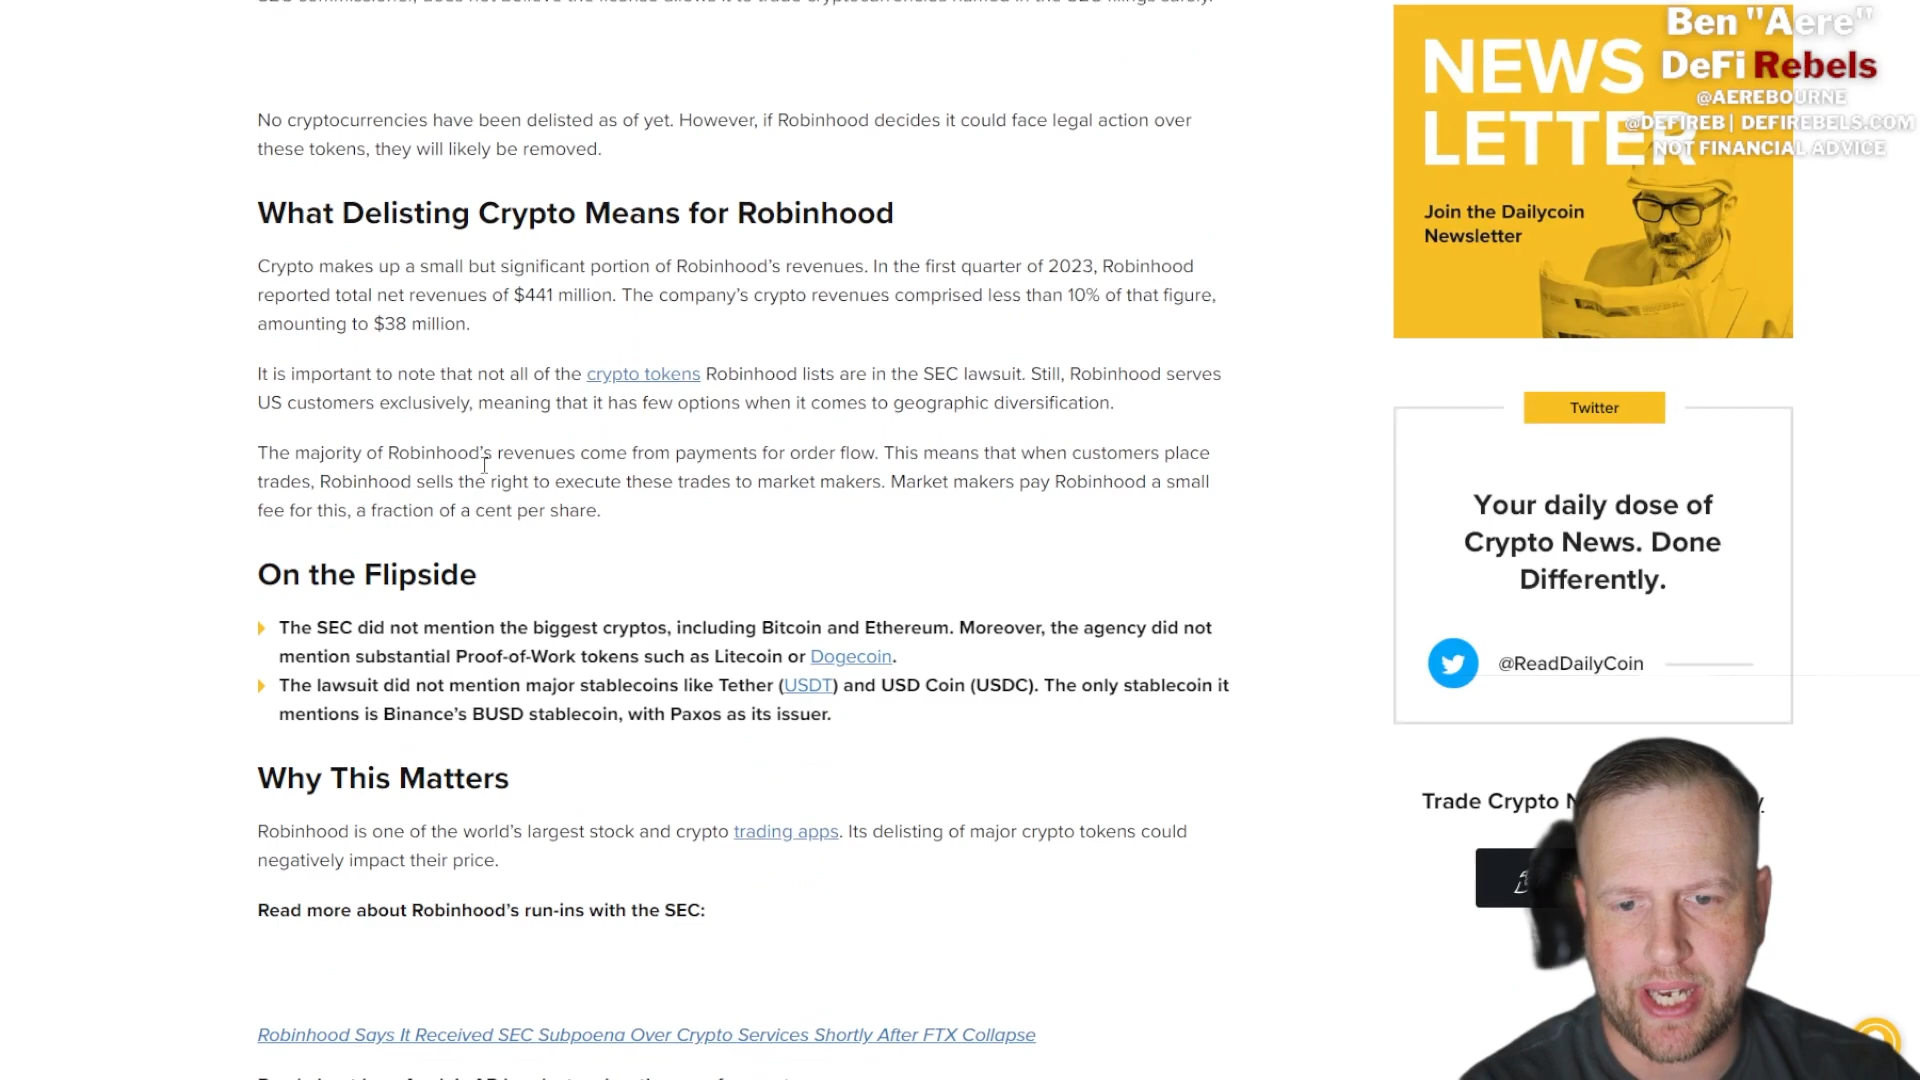 No cryptocurrencies have been delisted as of yet. However, if Robinhood decides it could face legal action over
these tokens, they will likely be removed.
What Delisting Crypto Means for Robinhood
Crypto makes up a small but significant portion of Robinhood's revenues. In the first quarter of 2023, Robinhood
reported total net revenues of $441 million. The company's crypto revenues comprised less than 10% of that figure,
amounting to $38 million.
It is important to note that not all of the crypto tokens Robinhood lists are in the SEC lawsuit. Still, Robinhood serves
US customers exclusively, meaning that it has few options when it comes to geographic diversification.
The majority of Robinhood's revenues come from payments for order flow. This means that when customers place
trades, Robinhood sells the right to execute these trades to market makers. Market makers pay Robinhood a small
fee for this, a fraction of a cent per share.
On the Flipside
The SEC did not mention the biggest cryptos, including Bitcoin and Ethereum. Moreover, the agency did not
mention substantial Proof-of-Work tokens such as Litecoin or Dogecoin.
The lawsuit did not mention major stablecoins like Tether (USDT) and USD Coin (USDC). The only stablecoin it
mentions is Binance's BUSD stablecoin, with Paxos as its issuer.
Why This Matters
Robinhood is one of the world's largest stock and crypto trading apps. Its delisting of major crypto tokens could
negatively impact their price.
Read more about Robinhood's run-ins with the SEC:
Robinhood Says It Received SEC Subpoena Over Crypto Services Shortly After FTX Collapse
NEWS
LETTER
Join the Dailycoin
Newsletter
Ben "Aere"
DeFi Rebels
@AEREBOURNE
@DEFIREB | DEFIREBELS.COM
NOT FINANCIAL ADVICE
Twitter
Your daily dose of
Crypto News. Done
Differently.
@ReadDailyCoin
Trade Crypto